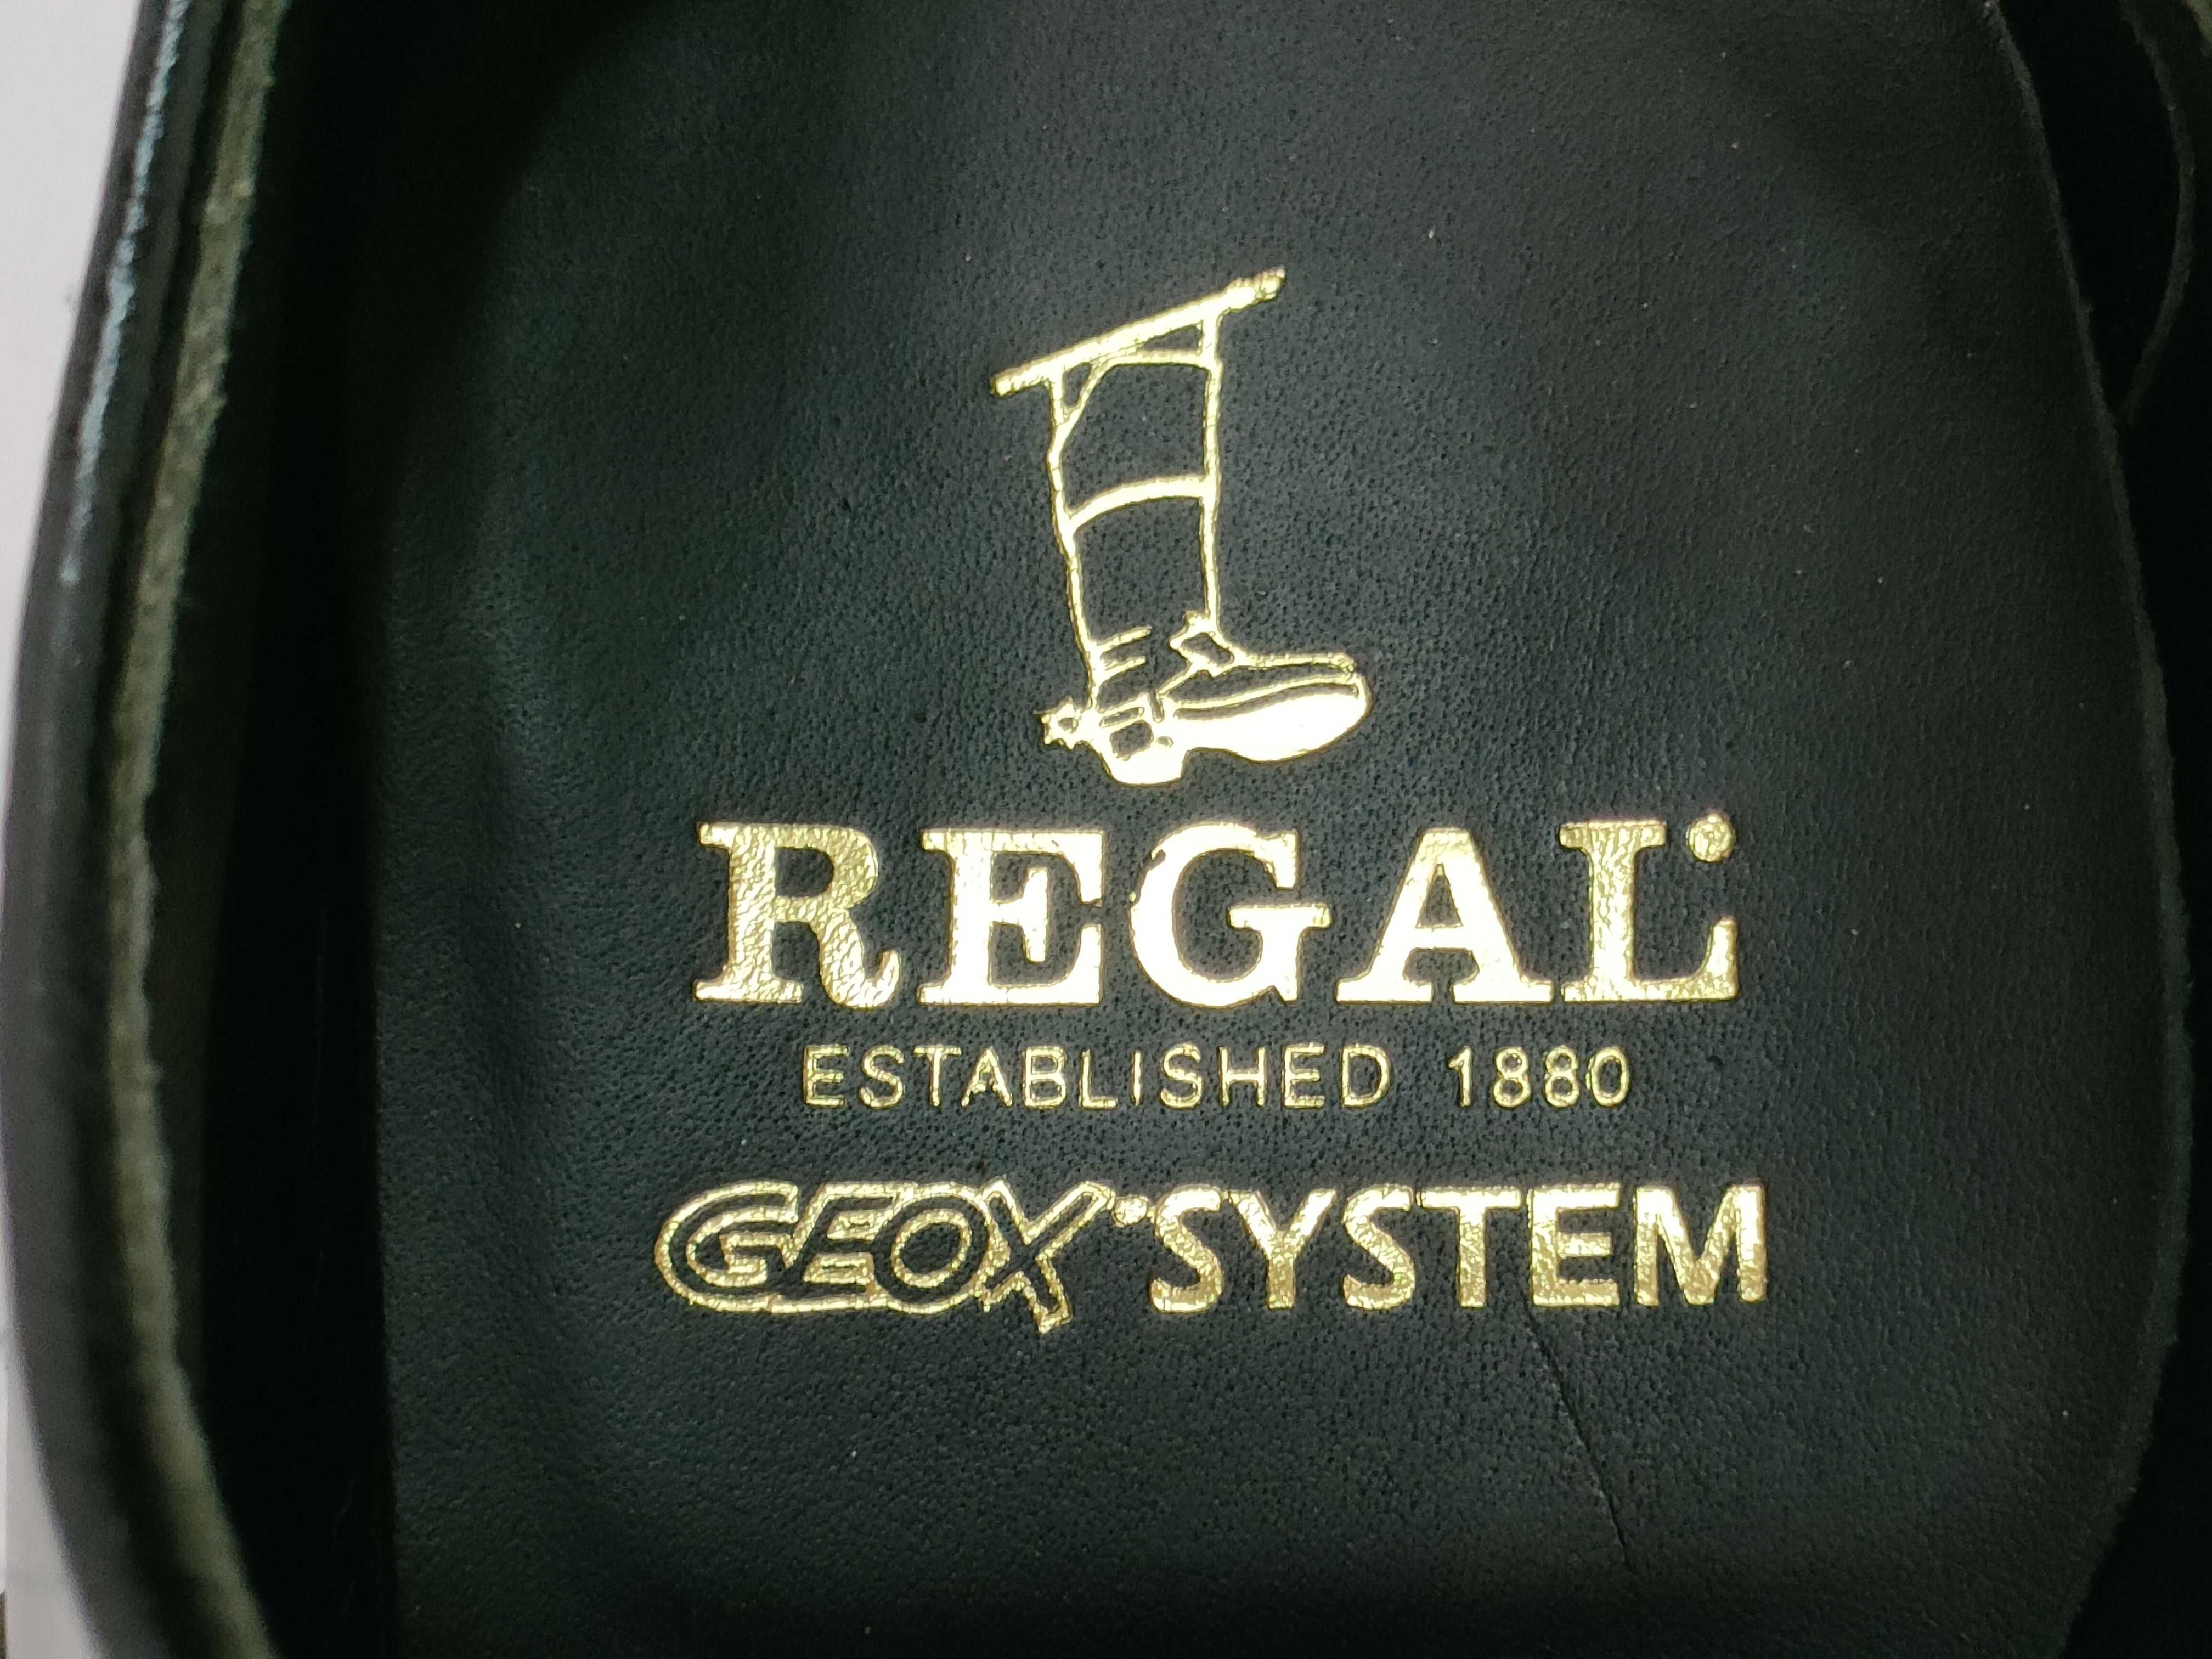 REGAL®
ESTABLISHED 1880
GEOX® SYSTEM